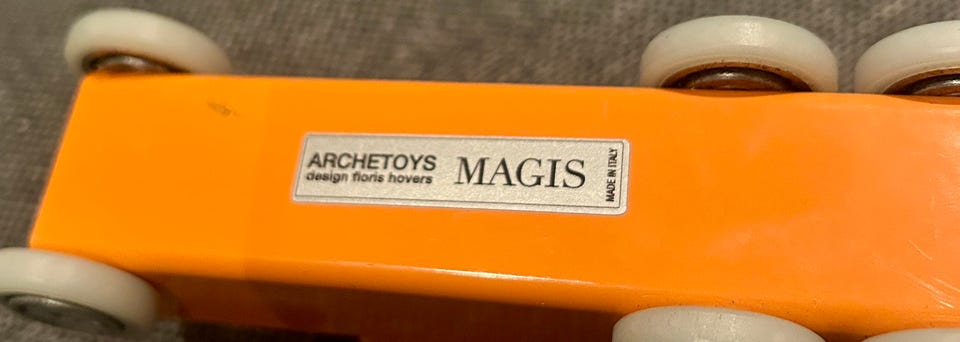 ARCHETOYS
design floris hovers
MAGIS
MADE IN ITALY